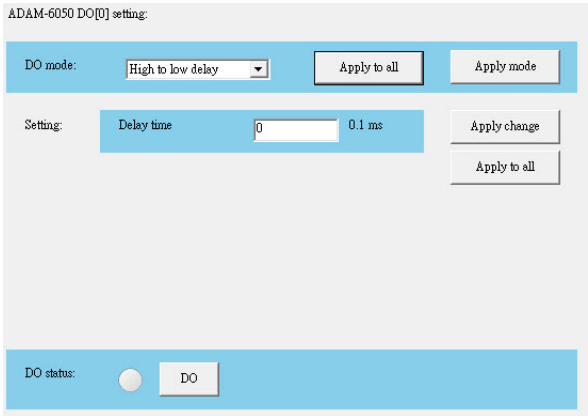 ADAM-6050 DO[0] setting:
DO mode: High to low delay Apply to all Apply mode
Setting: Delay time 0 0.1 ms Apply change
Apply to all
DO status: DO